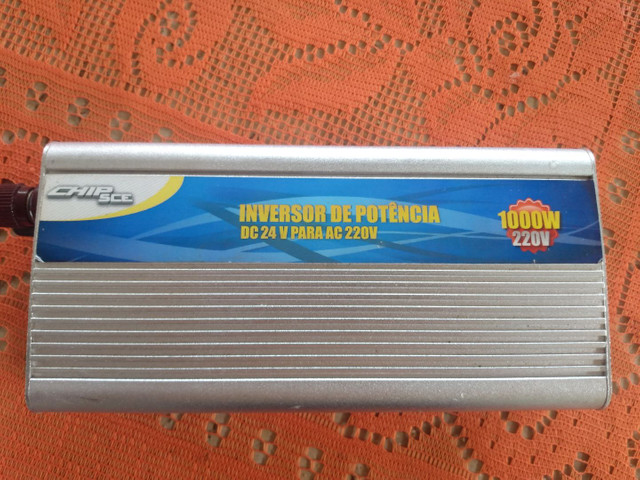 CHIP
SCE
INVERSOR DE POTÊNCIA
DC 24 V PARA AC 220V
1000W
220V